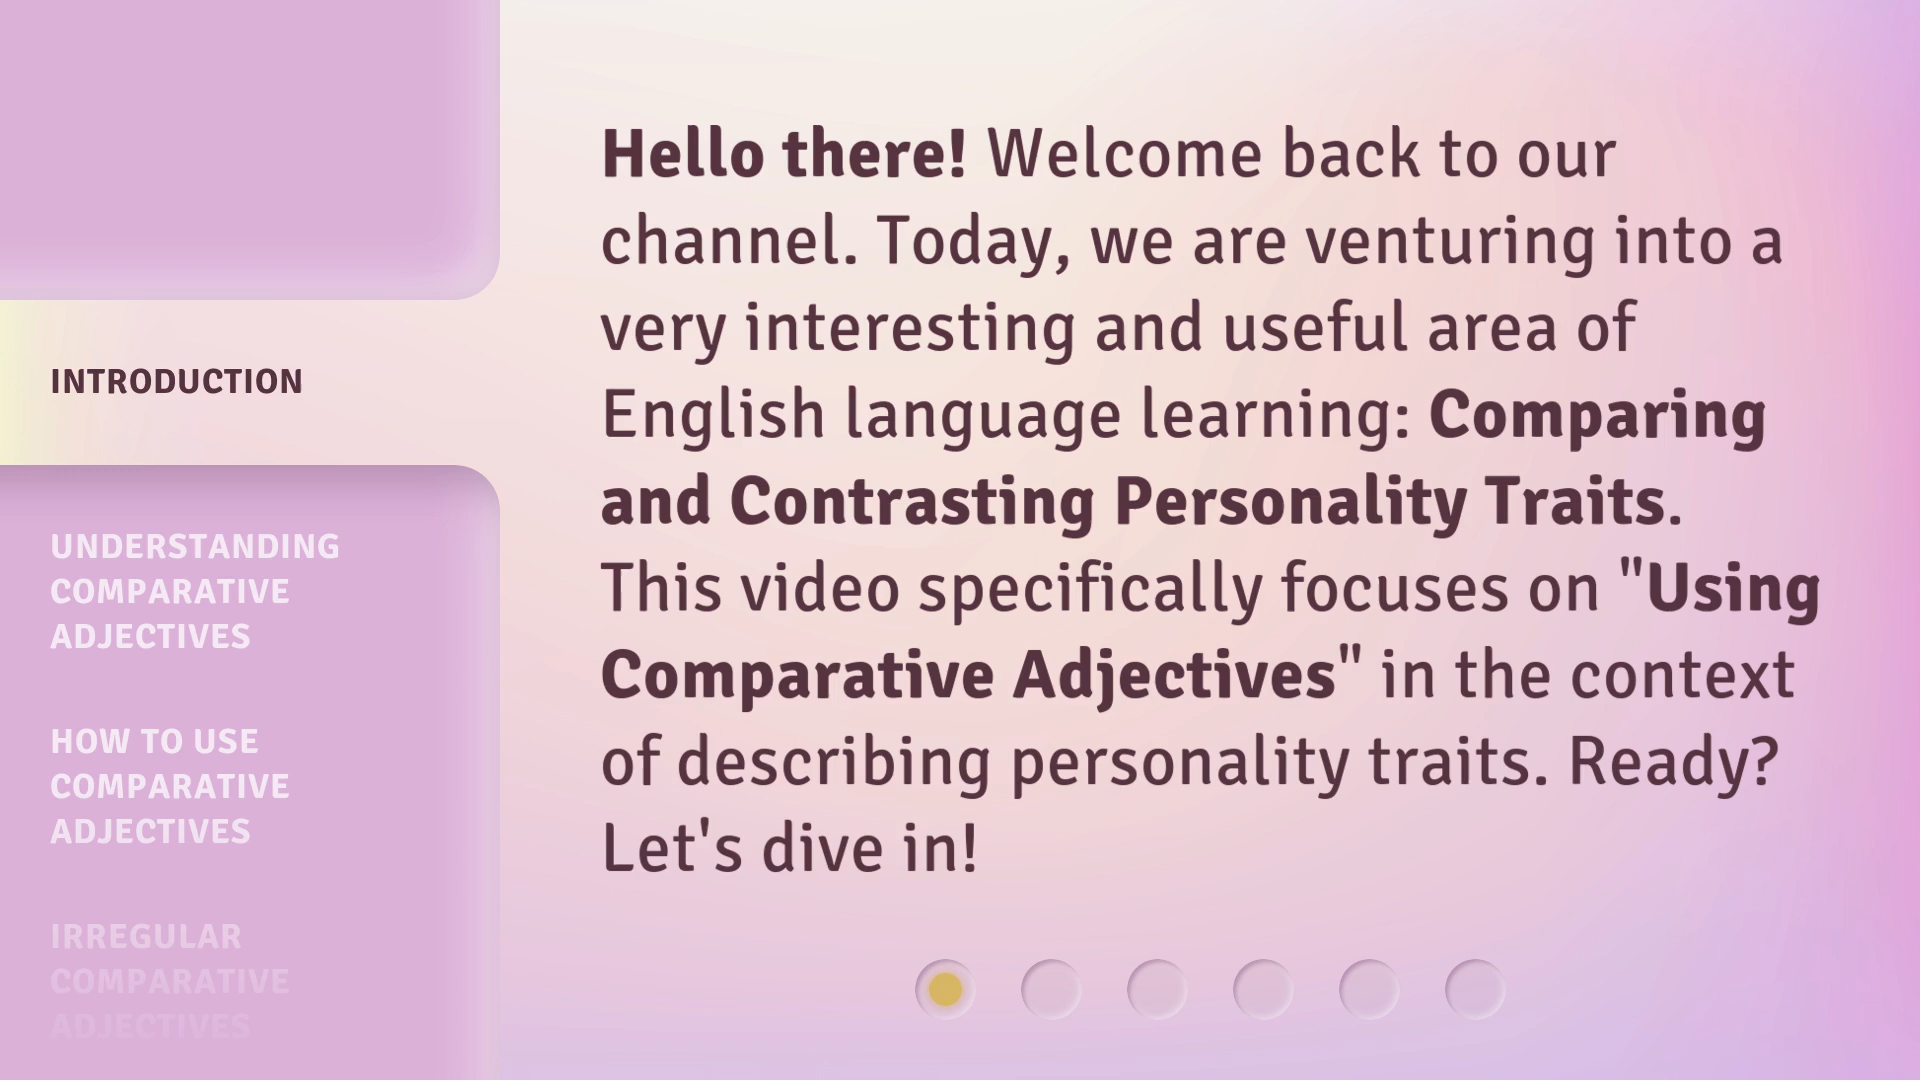 INTRODUCTION
UNDERSTANDING
COMPARATIVE
ADJECTIVES
HOW TO USE
COMPARATIVE
ADJECTIVES
IRREGULAR
COMPARATIVE
ADJECTIVES
Hello there! Welcome back to our
channel. Today, we are venturing into a
very interesting and useful area of
English language learning: Comparing
and Contrasting Personality Traits.
This video specifically focuses on "Using
Comparative Adjectives" in the context
of describing personality traits. Ready?
Let's dive in!